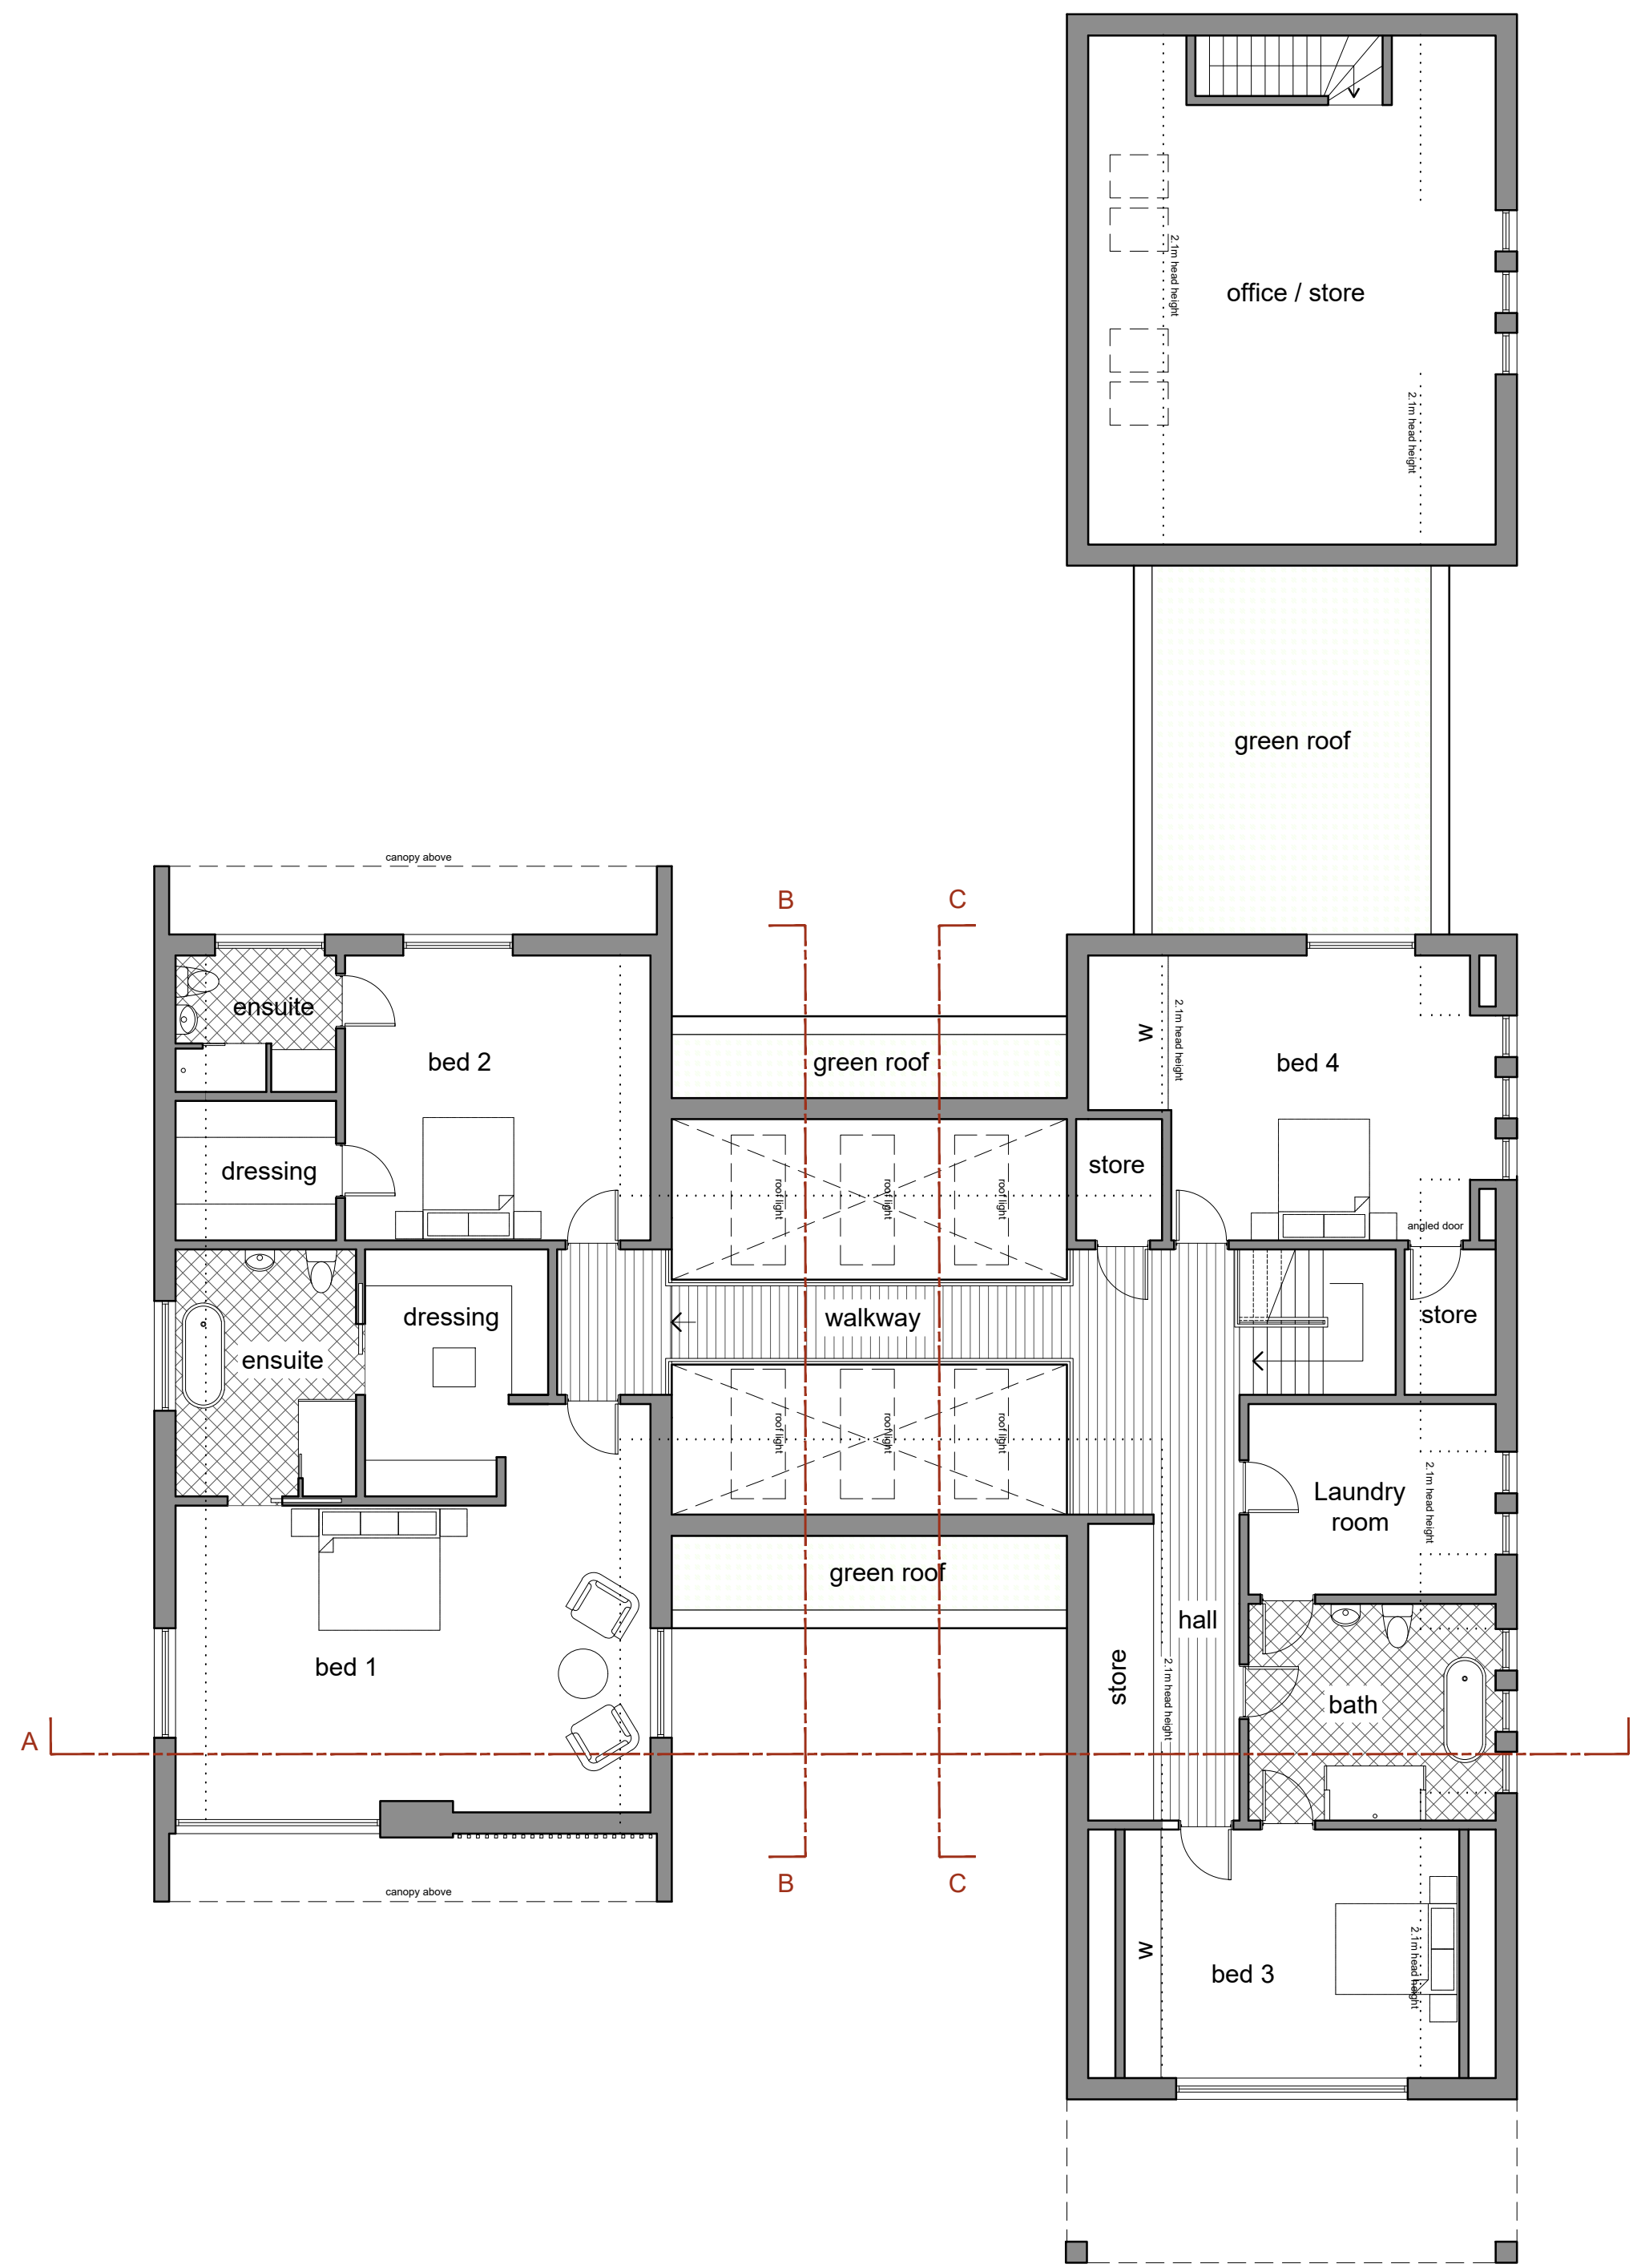 2.1m head height
office / store
2.1m head height
green roof
canopy above
B
C
ensuite
bed 2
green roof
w
2.1m head height
bed 4
dressing
store
roof light
roof light
roof light
angled door
dressing
walkway
store
ensuite
roof light
roof light
roof light
Laundry
room
2.1m head height
green roof
hall
bed 1
store
2.1m head height
bath
A
B
C
canopy above
w
bed 3
2.1m head height